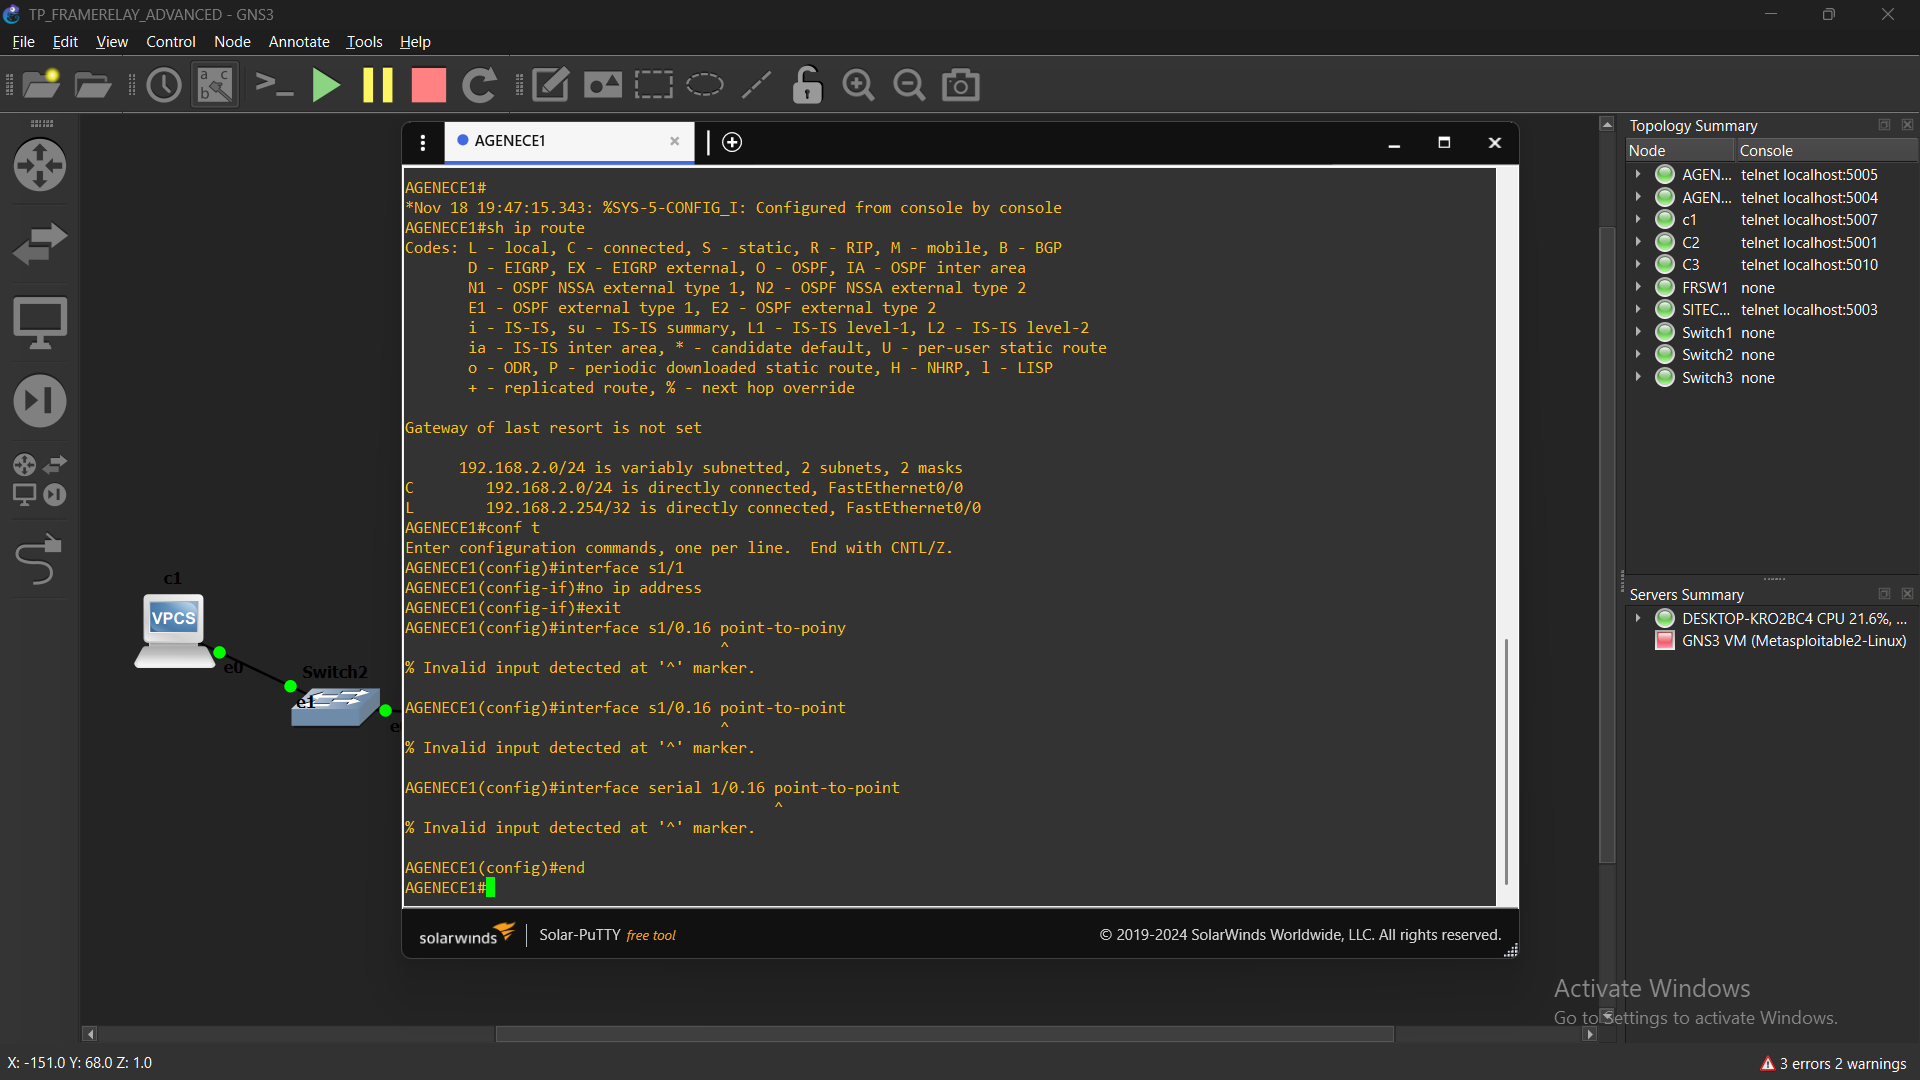 TP_FRAMERELAY_ADVANCED - GNS3
File Edit View Control Node Annotate Tools Help
AGENECE1
AGENECE1#
*Nov 18 19:47:15.343: %SYS-5-CONFIG_I: Configured from console by console
AGENECE1#sh ip route
Codes: L - local, C - connected, S - static, R - RIP, M - mobile, B - BGP
D - EIGRP, EX - EIGRP external, O - OSPF, IA - OSPF inter area
N1 - OSPF NSSA external type 1, N2 - OSPF NSSA external type 2
E1 - OSPF external type 1, E2 - OSPF external type 2
i - IS-IS, su - IS-IS summary, L1 - IS-IS level-1, L2 - IS-IS level-2
ia - IS-IS inter area, * - candidate default, U - per-user static route
o - ODR, P - periodic downloaded static route, H - NHRP, l - LISP
+ - replicated route, % - next hop override
Gateway of last resort is not set
192.168.2.0/24 is variably subnetted, 2 subnets, 2 masks
C 192.168.2.0/24 is directly connected, FastEthernet0/0
L 192.168.2.254/32 is directly connected, FastEthernet0/0
AGENECE1#conf t
Enter configuration commands, one per line. End with CNTL/Z.
AGENECE1(config)#interface s1/1
AGENECE1(config-if)#no ip address
AGENECE1(config-if)#exit
AGENECE1(config)#interface s1/0.16 point-to-poiny
^
% Invalid input detected at '^' marker.
AGENECE1(config)#interface s1/0.16 point-to-point
^
% Invalid input detected at '^' marker.
AGENECE1(config)#interface serial 1/0.16 point-to-point
^
% Invalid input detected at '^' marker.
AGENECE1(config)#end
AGENECE1#
solarwinds
Solar-PuTTY free tool
© 2019-2024 SolarWinds Worldwide, LLC. All rights reserved.
c1
VPCS
e0
Switch2
e1
e
Topology Summary
Node Console
AGEN... telnet localhost:5005
AGEN... telnet localhost:5004
c1 telnet localhost:5007
C2 telnet localhost:5001
C3 telnet localhost:5010
FRSW1 none
SITEC... telnet localhost:5003
Switch1 none
Switch2 none
Switch3 none
Servers Summary
DESKTOP-KRO2BC4 CPU 21.6%, ...
GNS3 VM (Metasploitable2-Linux)
Activate Windows
Go to Settings to activate Windows.
X: -151.0 Y: 68.0 Z: 1.0
3 errors 2 warnings